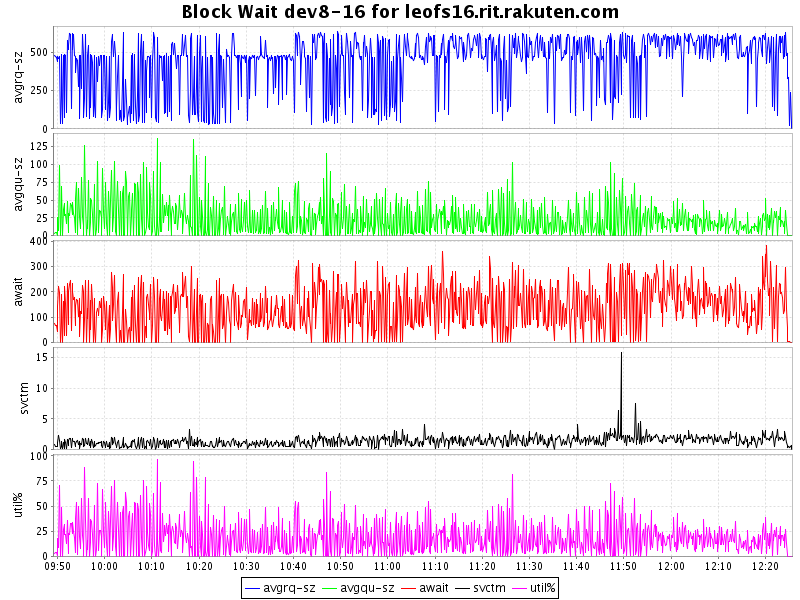 Block Wait dev8-16 for leofs16.rit.rakuten.com
avgrq-sz
500
250
0
avgqu-sz
125
100
75
50
25
0
await
400
300
200
100
0
svctm
15
10
5
0
util%
100
75
50
25
0
09:50 10:00 10:10 10:20 10:30 10:40 10:50 11:00 11:10 11:20 11:30 11:40 11:50 12:00 12:10 12:20
avgrq-sz avgqu-sz await svctm util%